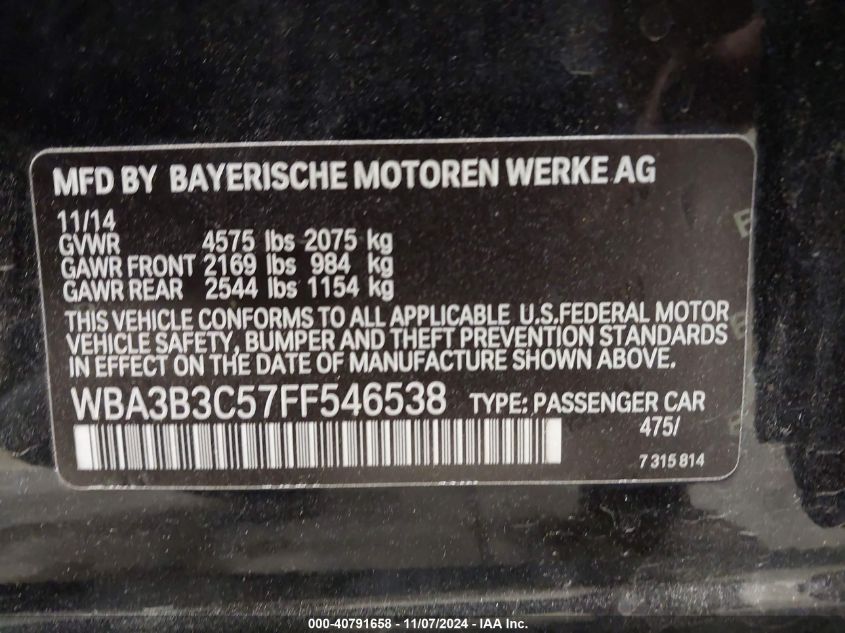 MFD BY BAYERISCHE MOTOREN WERKE AG
11/14
GVWR 4575 lbs 2075 kg
GAWR FRONT 2169 lbs 984 kg
GAWR REAR 2544 lbs 1154 kg
THIS VEHICLE CONFORMS TO ALL APPLICABLE U.S.FEDERAL MOTOR
VEHICLE SAFETY, BUMPER AND THEFT PREVENTION STANDARDS
IN EFFECT ON THE DATE OF MANUFACTURE SHOWN ABOVE.
WBA3B3C57FF546538 TYPE: PASSENGER CAR
475/
7 315 814
000-40791658 - 11/07/2024 - IAA Inc.